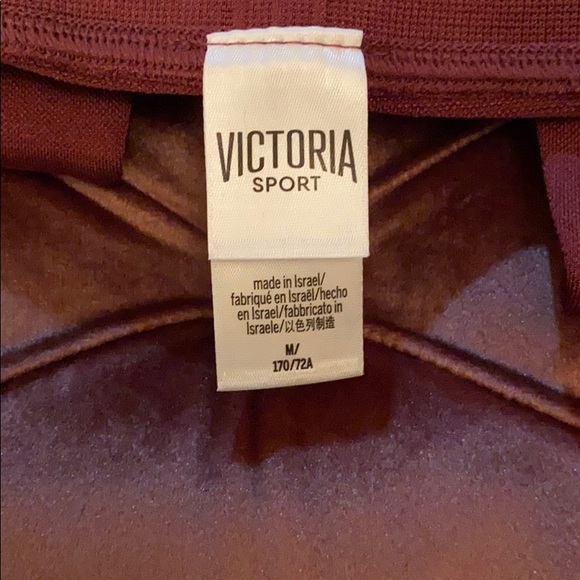 VICTORIA
SPORT
made in Israel/
fabriqué en Israël/hecho
en Israel/fabbricato in
Israele/以色列制造
M/
170/72A